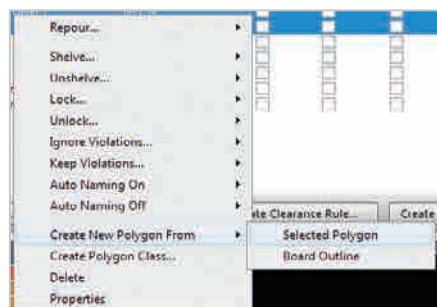 Repour...
Shelve...
Unshelve...
Lock...
Unlock...
Ignore Violations...
Keep Violations...
Auto Naming On
Auto Naming Off
Clearance Rule...
Create
Create New Polygon From
Selected Polygon
Create Polygon Class...
Board Outline
Delete
Properties